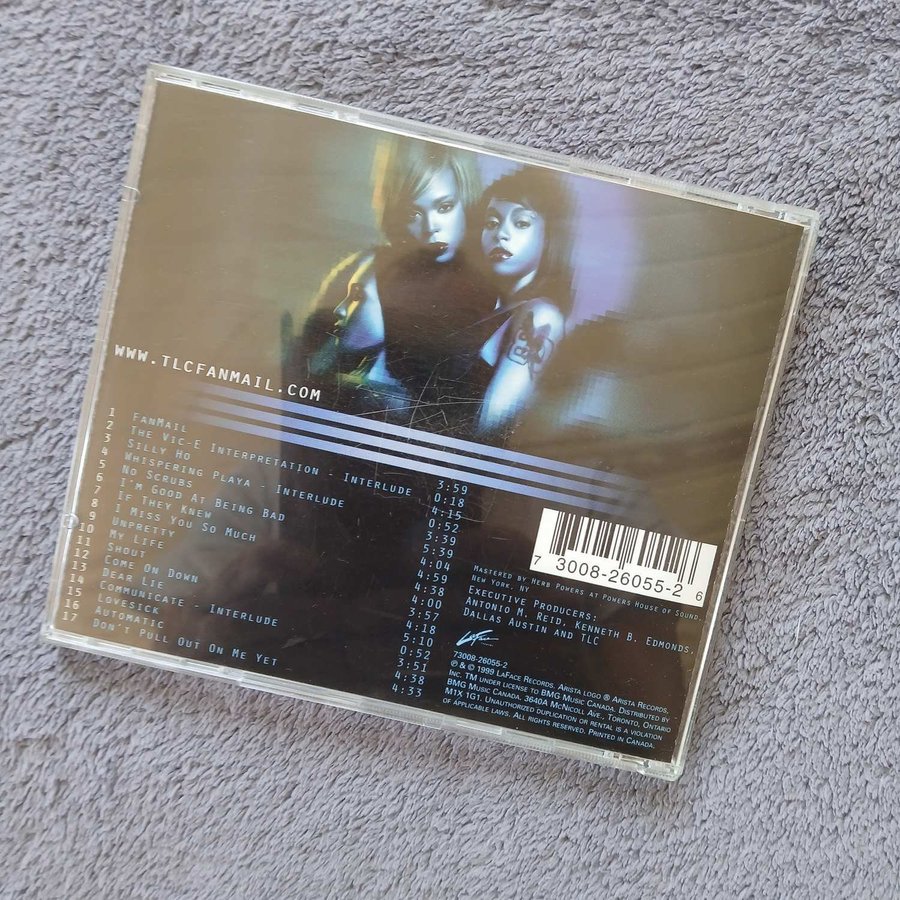 WWW.TLCFANMAIL.COM
1 FanMail 3:59
2 The Vic-E Interpretation - Interlude 0:18
3 Silly Ho 4:15
4 Whispering Playa - Interlude 0:52
5 No Scrubs 3:39
6 I'm Good At Being Bad 5:39
7 If They Knew 4:04
8 I Miss You So Much 4:59
9 Unpretty 4:38
10 My Life 4:00
11 Shout 3:57
12 Come On Down 4:18
13 Dear Lie 5:10
14 Communicate - Interlude 0:52
15 Lovesick 3:51
16 Automatic 4:38
17 Don't Pull Out On Me Yet 4:33
7 3008-26055-2 6
Mastered by Herb Powers at Powers House of Sound,
New York, NY
Executive Producers:
Antonio M. Reid, Kenneth B. Edmonds,
Dallas Austin and TLC
LaFace
73008-26055-2
℗ & © 1999 LaFace Records, Arista logo ® Arista Records,
Inc. TM under license to BMG Music Canada. Distributed by
BMG Music Canada. 3640A McNicoll Ave., Toronto, Ontario
M1X 1G1. Unauthorized duplication or rental is a violation
of applicable laws. All rights reserved. Printed in Canada.